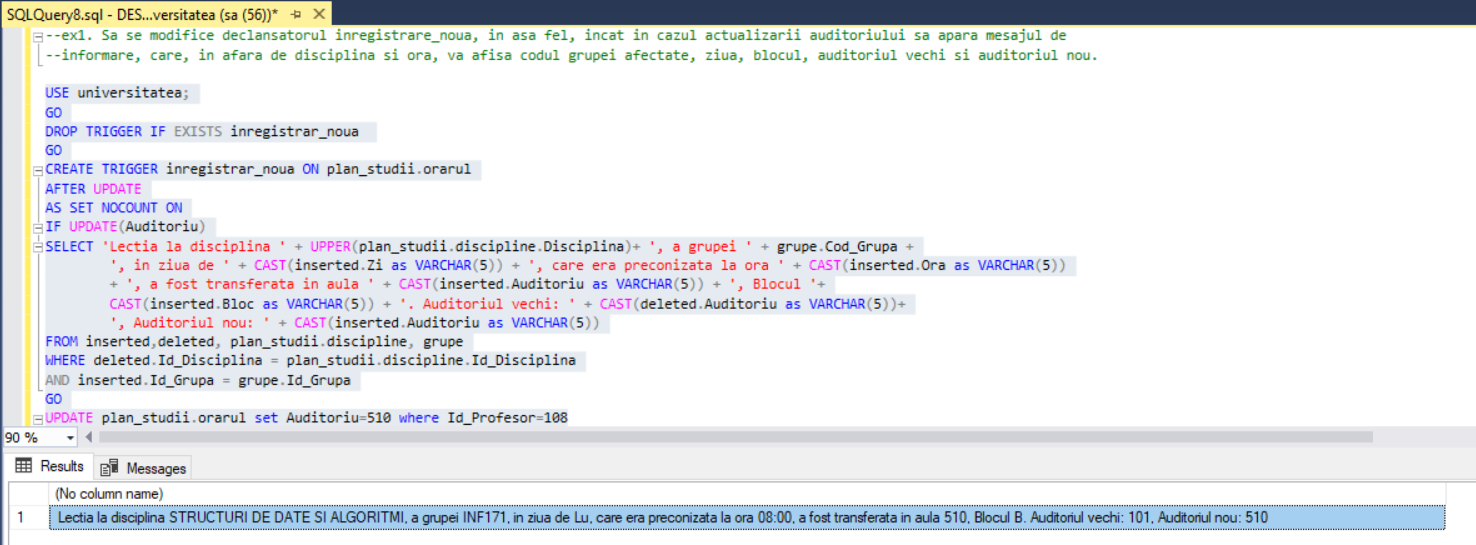 SQLQuery8.sql - DES...versitatea (sa (56))*
--ex1. Sa se modifice declansatorul inregistrare_noua, in asa fel, incat in cazul actualizarii auditoriului sa apara mesajul de
--informare, care, in afara de disciplina si ora, va afisa codul grupei afectate, ziua, blocul, auditoriul vechi si auditoriul nou.
USE universitatea;
GO
DROP TRIGGER IF EXISTS inregistrar_noua
GO
CREATE TRIGGER inregistrar_noua ON plan_studii.orarul
AFTER UPDATE
AS SET NOCOUNT ON
IF UPDATE(Auditoriu)
SELECT 'Lectia la disciplina ' + UPPER(plan_studii.discipline.Disciplina)+ ', a grupei ' + grupe.Cod_Grupa +
', in ziua de ' + CAST(inserted.Zi as VARCHAR(5)) + ', care era preconizata la ora ' + CAST(inserted.Ora as VARCHAR(5))
+ ', a fost transferata in aula ' + CAST(inserted.Auditoriu as VARCHAR(5)) + ', Blocul '+
CAST(inserted.Bloc as VARCHAR(5)) + '. Auditoriul vechi: ' + CAST(deleted.Auditoriu as VARCHAR(5))+
', Auditoriul nou: ' + CAST(inserted.Auditoriu as VARCHAR(5))
FROM inserted,deleted, plan_studii.discipline, grupe
WHERE deleted.Id_Disciplina = plan_studii.discipline.Id_Disciplina
AND inserted.Id_Grupa = grupe.Id_Grupa
GO
UPDATE plan_studii.orarul set Auditoriu=510 where Id_Profesor=108
90 %
Results Messages
(No column name)
1 Lectia la disciplina STRUCTURI DE DATE SI ALGORITMI, a grupei INF171, in ziua de Lu, care era preconizata la ora 08:00, a fost transferata in aula 510, Blocul B. Auditoriul vechi: 101, Auditoriul nou: 510